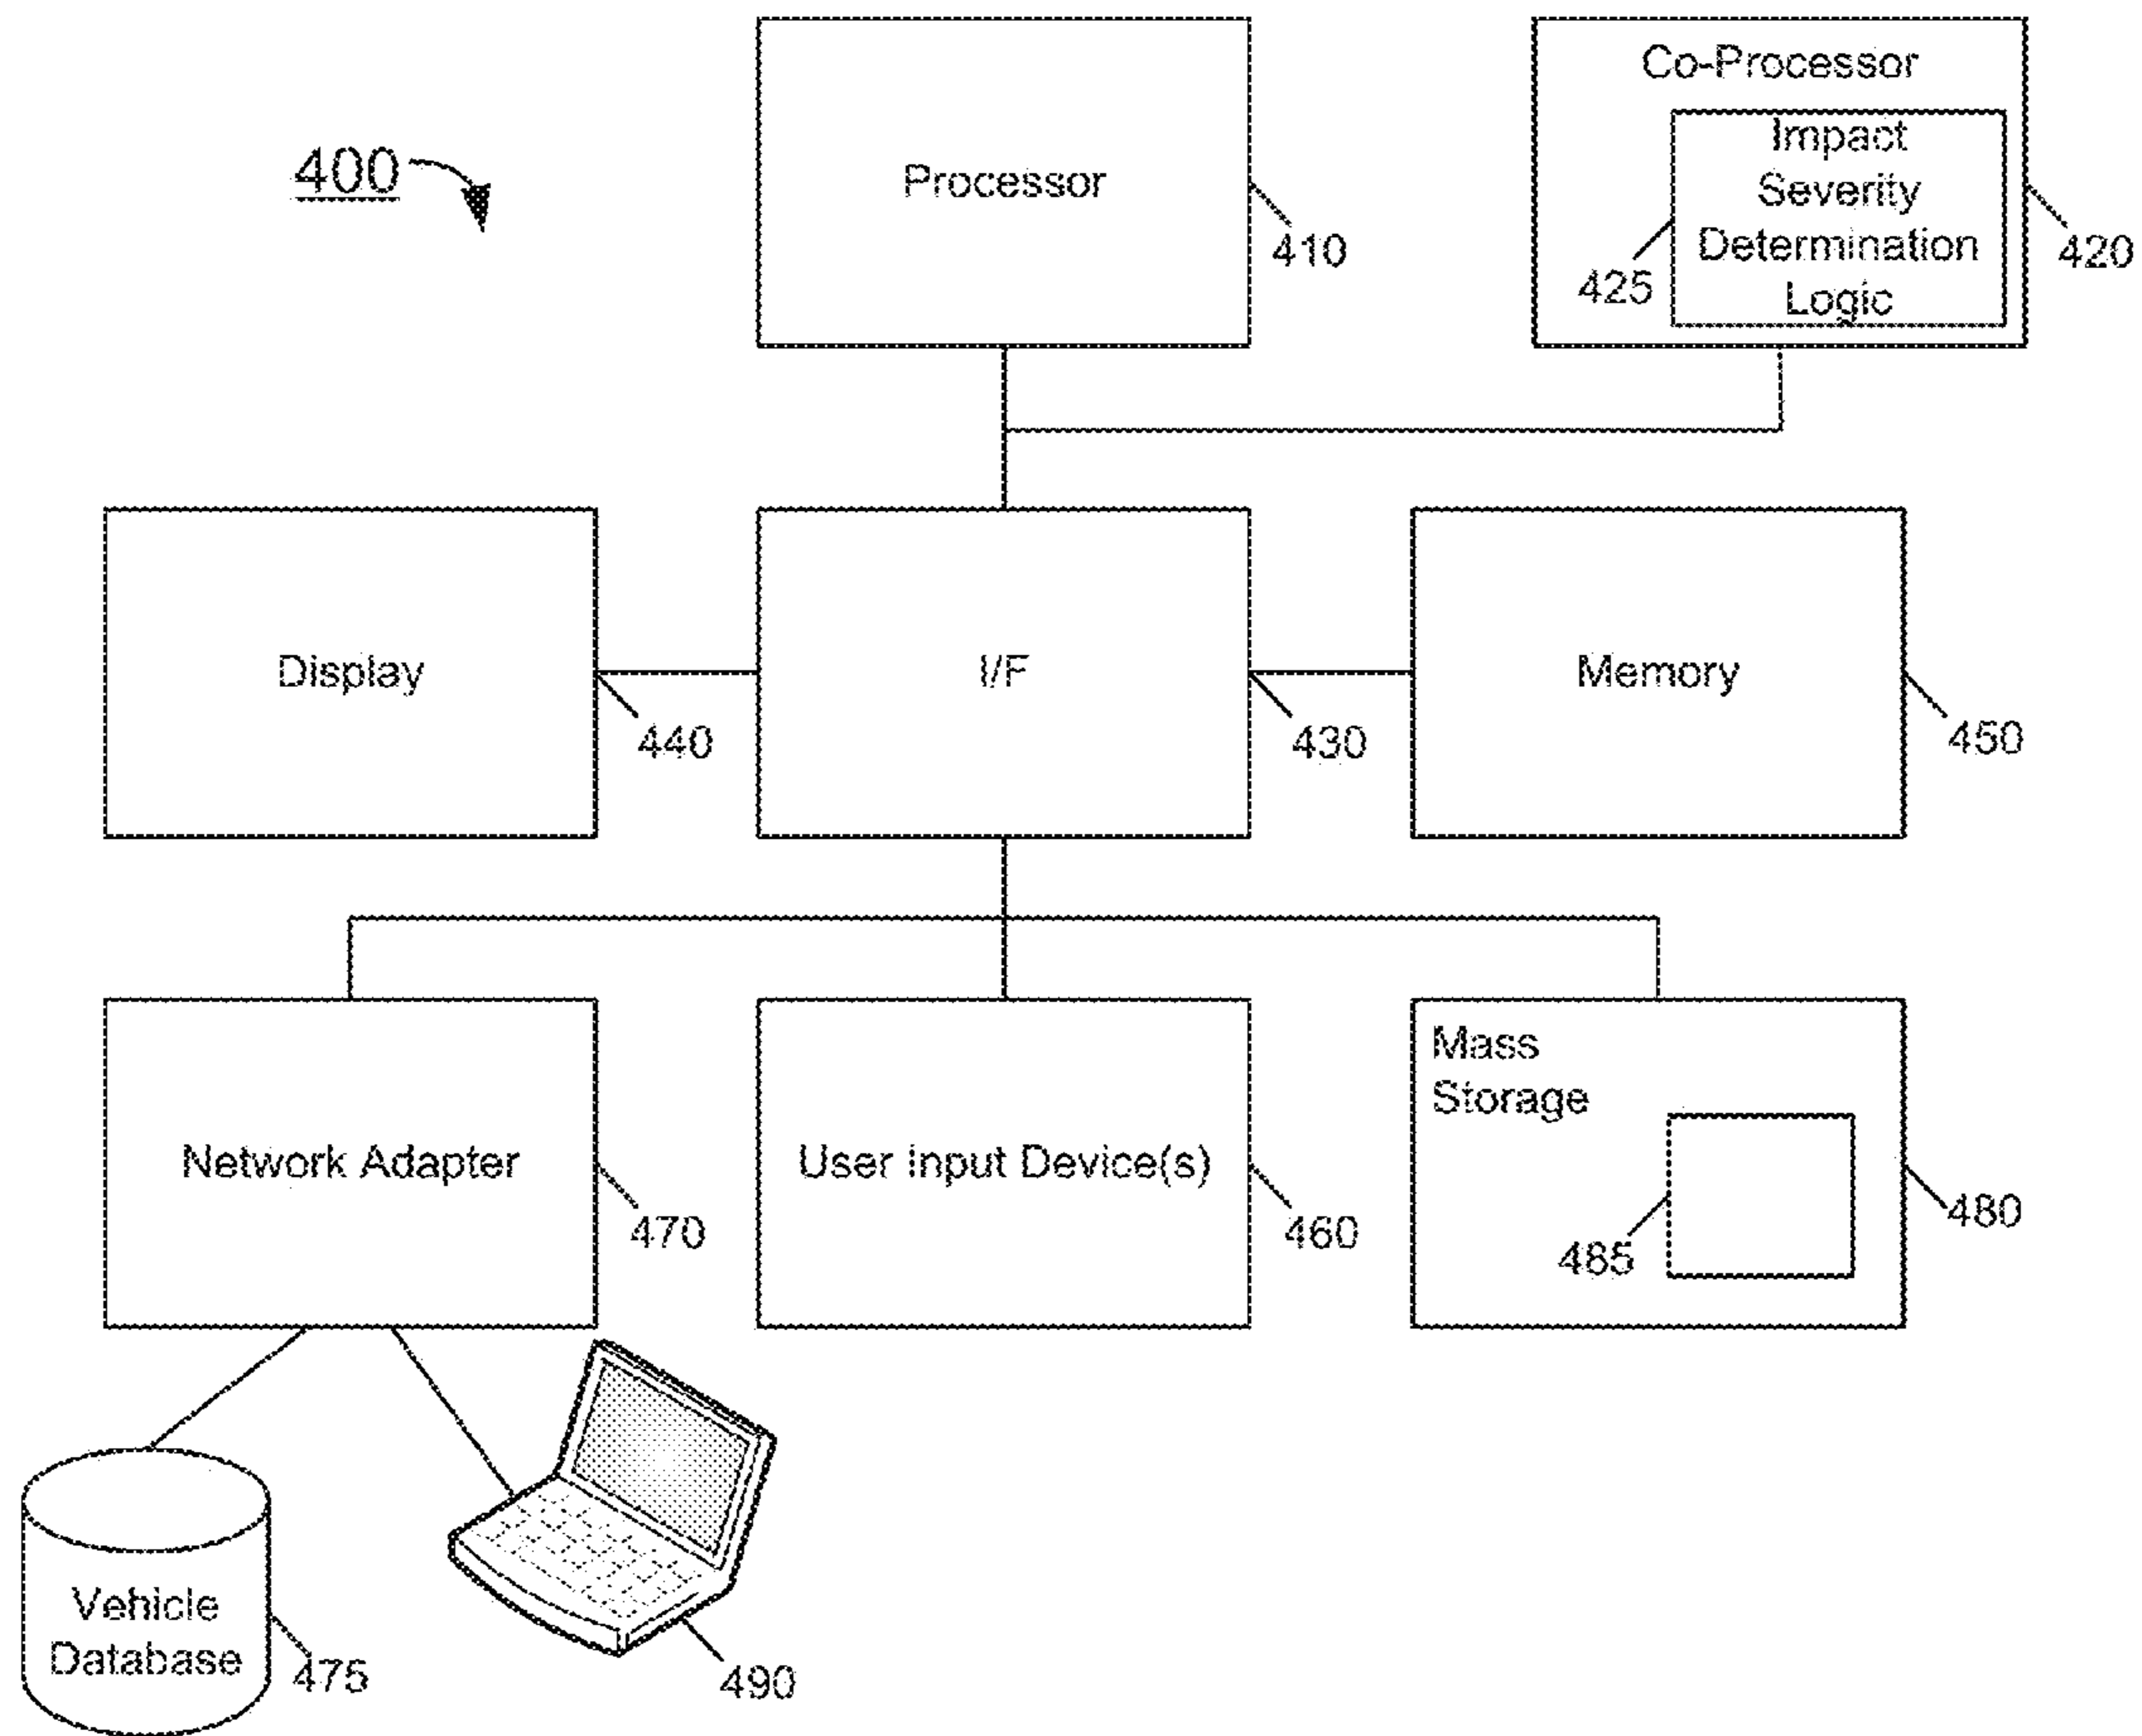 400
Processor
410
Co-Processor
Impact
Severity
Determination
Logic
425
420
Display
440
I/F
430
Memory
450
Network Adapter
470
User Input Device(s)
460
Mass
Storage
485
480
Vehicle
Database
475
490